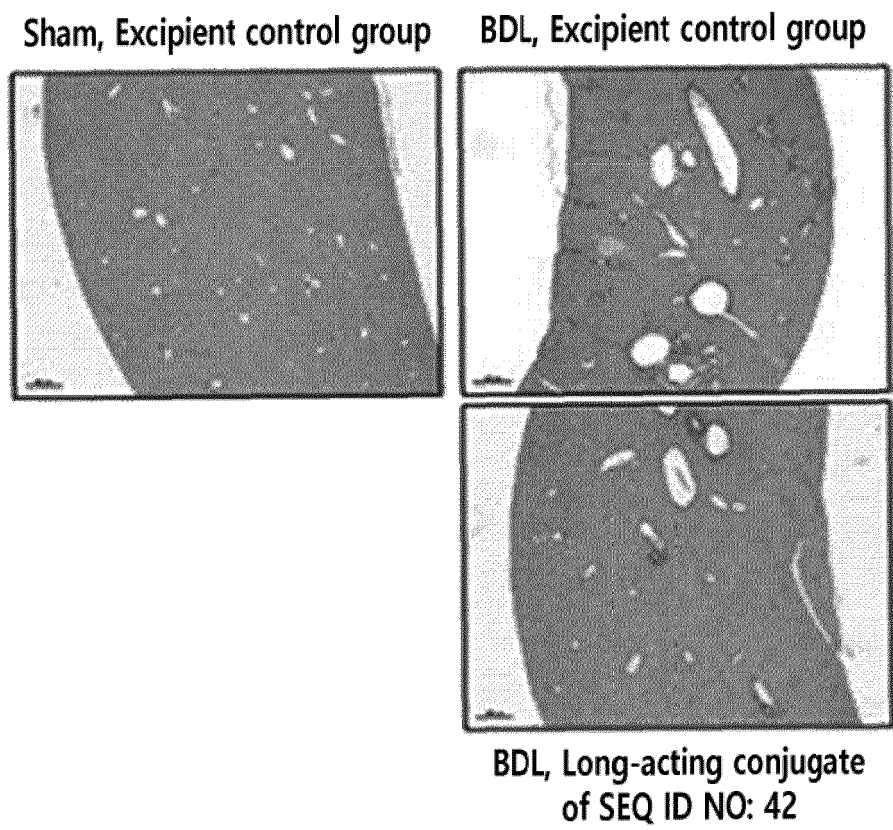 Sham, Excipient control group
BDL, Excipient control group
BDL, Long-acting conjugate
of SEQ ID NO: 42